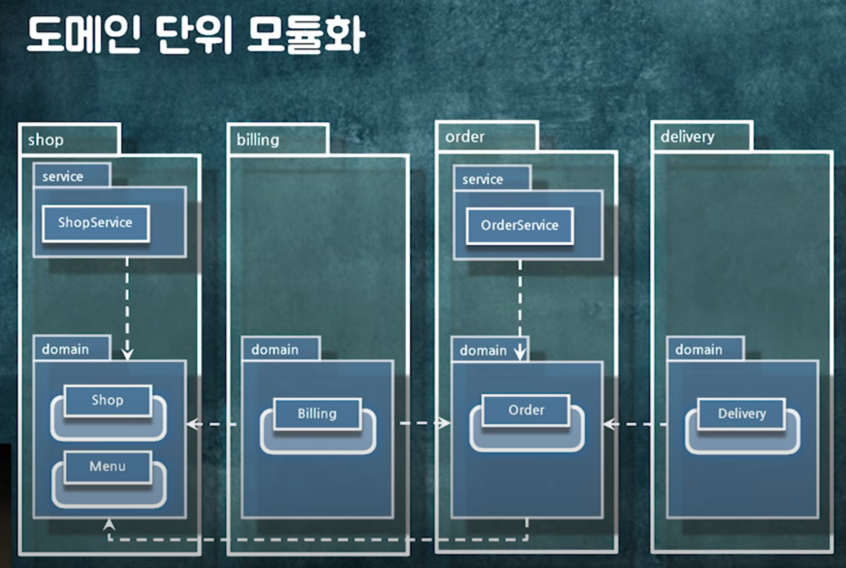 도메인 단위 모듈화
shop
service
ShopService
domain
Shop
Menu
billing
domain
Billing
order
service
OrderService
domain
Order
delivery
domain
Delivery